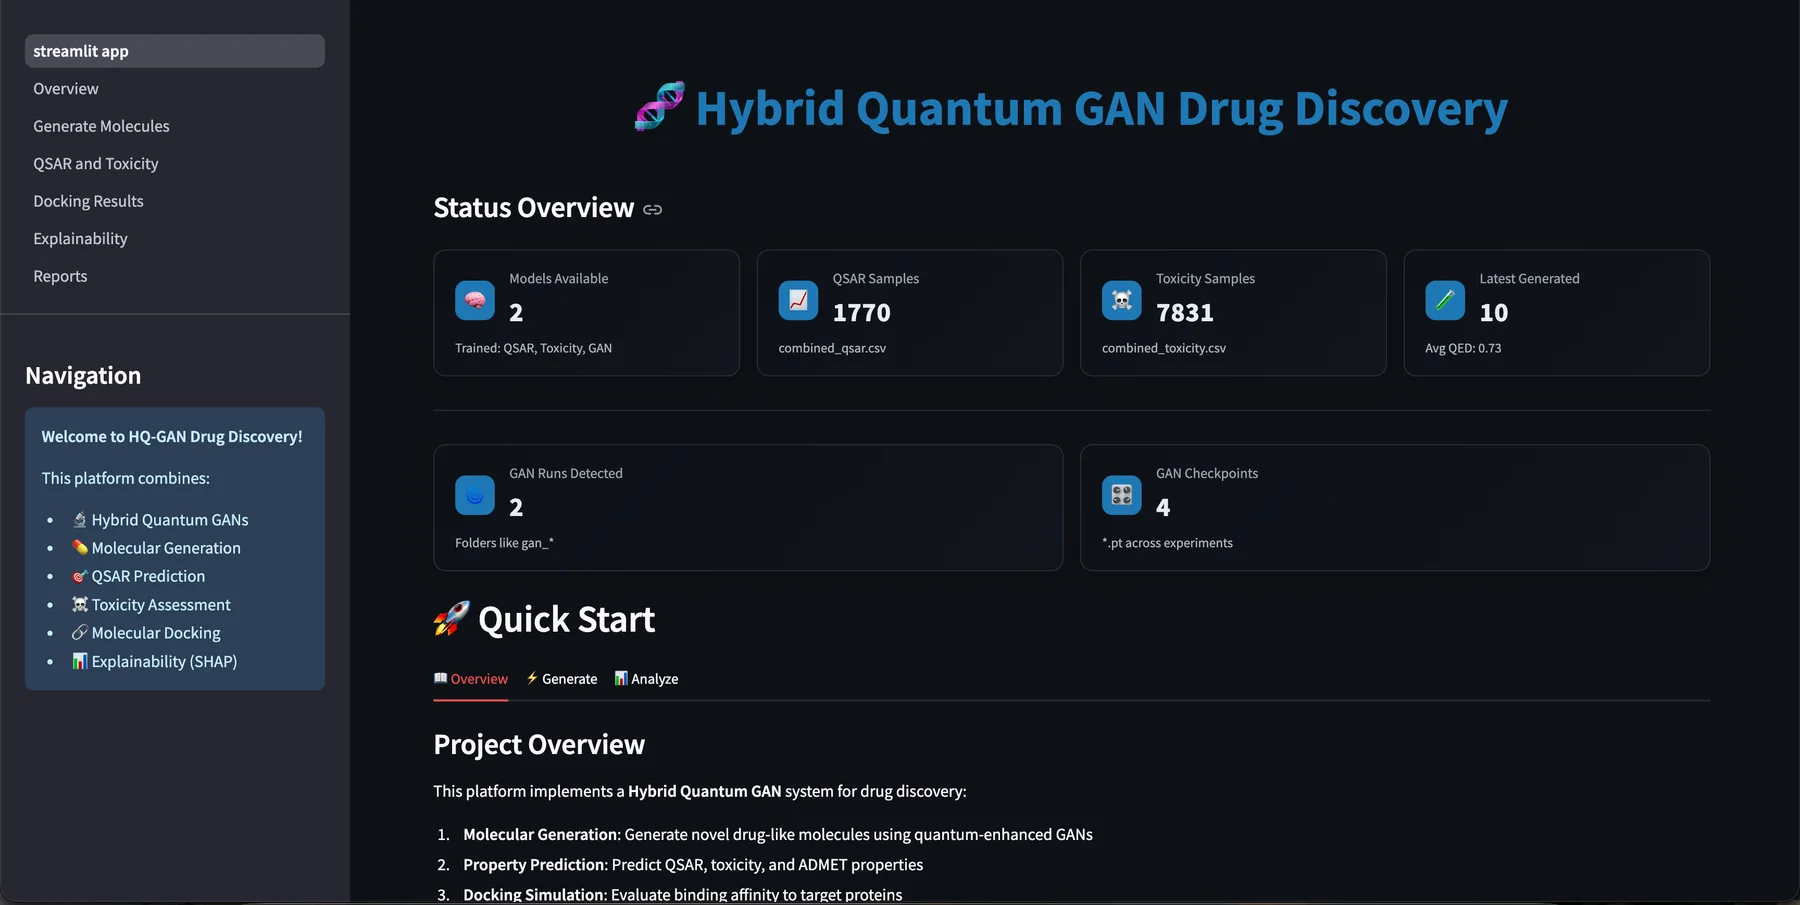 streamlit app
Overview
Generate Molecules
QSAR and Toxicity
Docking Results
Explainability
Reports
Navigation
Welcome to HQ-GAN Drug Discovery!
This platform combines:
Hybrid Quantum GANs
Molecular Generation
QSAR Prediction
Toxicity Assessment
Molecular Docking
Explainability (SHAP)
Hybrid Quantum GAN Drug Discovery
Status Overview
Models Available
2
Trained: QSAR, Toxicity, GAN
QSAR Samples
1770
combined_qsar.csv
Toxicity Samples
7831
combined_toxicity.csv
Latest Generated
10
Avg QED: 0.73
GAN Runs Detected
2
Folders like gan_*
GAN Checkpoints
4
*.pt across experiments
Quick Start
Overview Generate Analyze
Project Overview
This platform implements a Hybrid Quantum GAN system for drug discovery:
1. Molecular Generation: Generate novel drug-like molecules using quantum-enhanced GANs
2. Property Prediction: Predict QSAR, toxicity, and ADMET properties
3. Docking Simulation: Evaluate binding affinity to target proteins